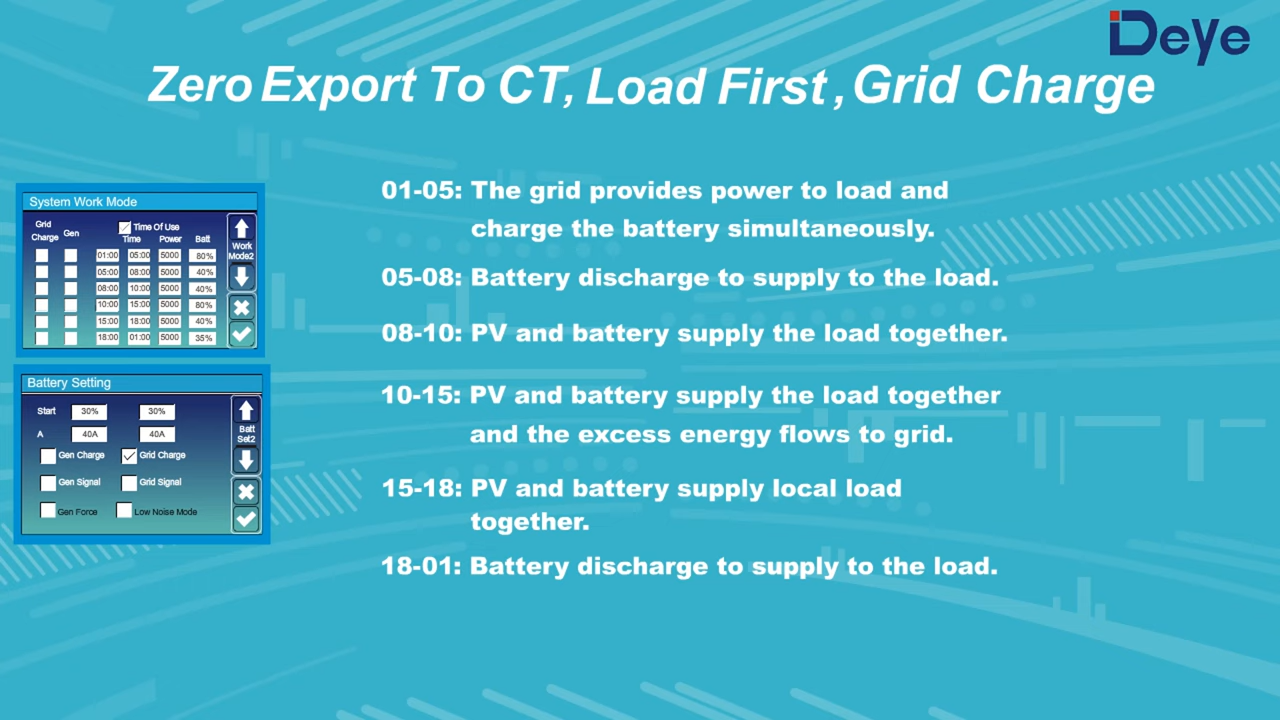 Deye
Zero Export To CT, Load First, Grid Charge
System Work Mode
Grid
Charge
Gen
Time Of Use
Time Power Batt
01:00 05:00 5000 80%
05:00 08:00 5000 40%
08:00 10:00 5000 40%
10:00 15:00 5000 80%
15:00 18:00 5000 40%
18:00 01:00 5000 35%
Work
Mode2
Battery Setting
Start 30% 30%
A 40A 40A
Gen Charge Grid Charge
Gen Signal Grid Signal
Gen Force Low Noise Mode
Batt
Set2
01-05: The grid provides power to load and
charge the battery simultaneously.
05-08: Battery discharge to supply to the load.
08-10: PV and battery supply the load together.
10-15: PV and battery supply the load together
and the excess energy flows to grid.
15-18: PV and battery supply local load
together.
18-01: Battery discharge to supply to the load.